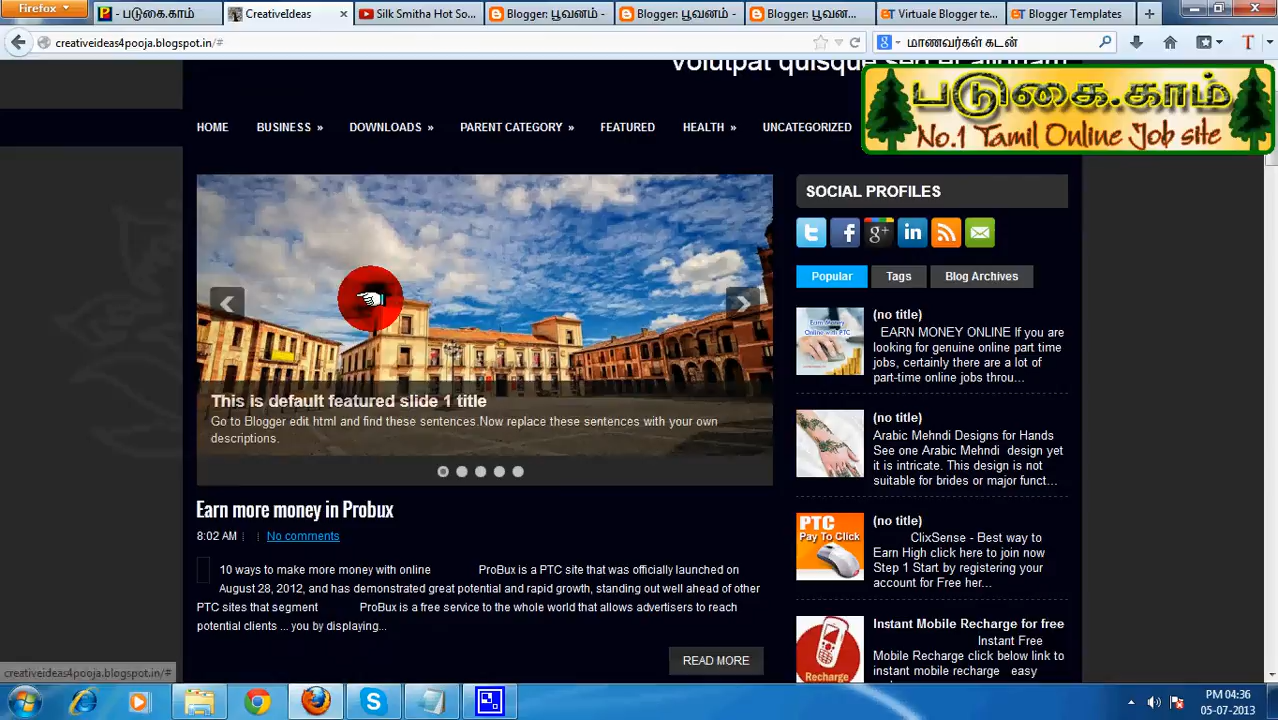 Firefox
P - படுகை.காம்
CreativeIdeas
Silk Smitha Hot So...
Blogger: பூவனம் - ...
Blogger: பூவனம் - ...
Blogger: பூவன...
Virtuale Blogger te...
Blogger Templates
creativeideas4pooja.blogspot.in/#
மாணவர்கள் கடன்
volutpat quisque sed et aliquam
படுகை.காம்
No.1 Tamil Online Job site
HOME BUSINESS » DOWNLOADS » PARENT CATEGORY » FEATURED HEALTH » UNCATEGORIZED
This is default featured slide 1 title
Go to Blogger edit html and find these sentences.Now replace these sentences with your own
descriptions.
Earn more money in Probux
8:02 AM No comments
10 ways to make more money with online ProBux is a PTC site that was officially launched on
August 28, 2012, and has demonstrated great potential and rapid growth, standing out well ahead of other
PTC sites that segment ProBux is a free service to the whole world that allows advertisers to reach
potential clients ... you by displaying...
READ MORE
SOCIAL PROFILES
Popular Tags Blog Archives
Earn Money
Online with PTC
(no title)
EARN MONEY ONLINE If you are
looking for genuine online part time
jobs, certainly there are a lot of
part-time online jobs throu...
(no title)
Arabic Mehndi Designs for Hands
See one Arabic Mehndi design yet
it is intricate. This design is not
suitable for brides or major funct...
PTC
Pay To Click
(no title)
ClixSense - Best way to
Earn High click here to join now
Step 1 Start by registering your
account for Free her...
Recharge
Instant Mobile Recharge for free
Instant Free
Mobile Recharge click below link to
instant mobile recharge easy
creativeideas4pooja.blogspot.in/#
PM 04:36
05-07-2013